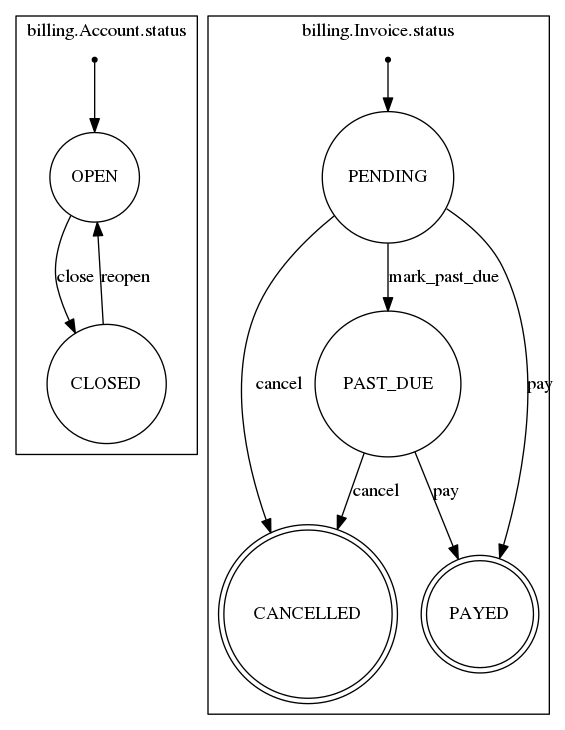 billing.Account.status
OPEN
close
reopen
CLOSED
billing.Invoice.status
PENDING
mark_past_due
cancel
PAST_DUE
pay
cancel
pay
CANCELLED
PAYED